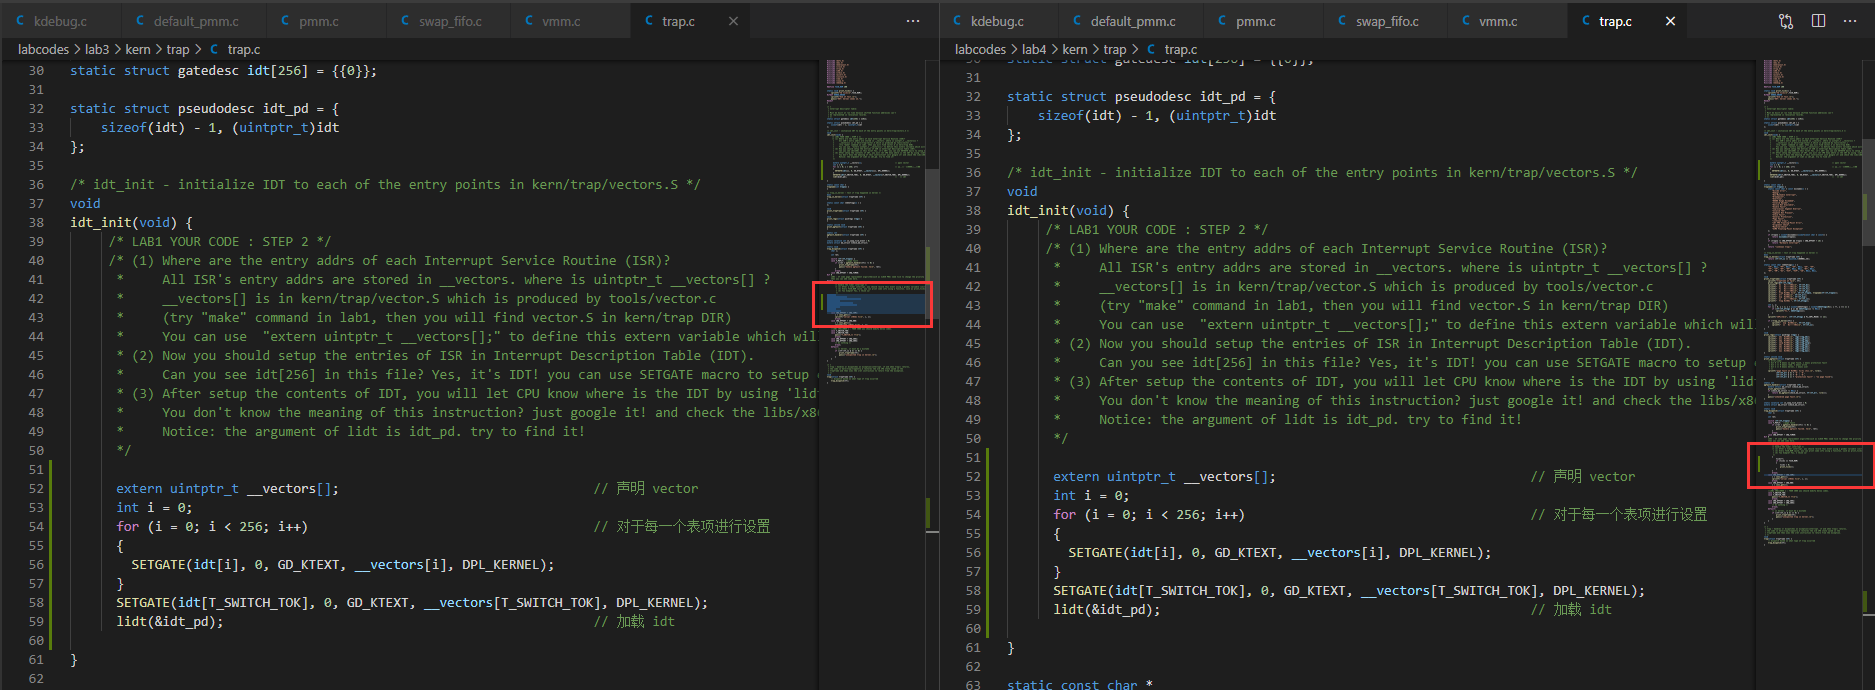 kdebug.c default_pmm.c pmm.c swap_fifo.c vmm.c trap.c
labcodes > lab3 > kern > trap > C trap.c
30 static struct gatedesc idt[256] = {{0}};
31
32 static struct pseudodesc idt_pd = {
33 sizeof(idt) - 1, (uintptr_t)idt
34 };
35
36 /* idt_init - initialize IDT to each of the entry points in kern/trap/vectors.S */
37 void
38 idt_init(void) {
39 /* LAB1 YOUR CODE : STEP 2 */
40 /* (1) Where are the entry addrs of each Interrupt Service Routine (ISR)?
41 * All ISR's entry addrs are stored in __vectors. where is uintptr_t __vectors[] ?
42 * __vectors[] is in kern/trap/vector.S which is produced by tools/vector.c
43 * (try "make" command in lab1, then you will find vector.S in kern/trap DIR)
44 * You can use "extern uintptr_t __vectors[];" to define this extern variable which wil
45 * (2) Now you should setup the entries of ISR in Interrupt Description Table (IDT).
46 * Can you see idt[256] in this file? Yes, it's IDT! you can use SETGATE macro to setup
47 * (3) After setup the contents of IDT, you will let CPU know where is the IDT by using 'lid
48 * You don't know the meaning of this instruction? just google it! and check the libs/x8
49 * Notice: the argument of lidt is idt_pd. try to find it!
50 */
51
52 extern uintptr_t __vectors[]; // 声明 vector
53 int i = 0;
54 for (i = 0; i < 256; i++) // 对于每一个表项进行设置
55 {
56 SETGATE(idt[i], 0, GD_KTEXT, __vectors[i], DPL_KERNEL);
57 }
58 SETGATE(idt[T_SWITCH_TOK], 0, GD_KTEXT, __vectors[T_SWITCH_TOK], DPL_KERNEL);
59 lidt(&idt_pd); // 加载 idt
60
61 }
62
kdebug.c default_pmm.c pmm.c swap_fifo.c vmm.c trap.c
labcodes > lab4 > kern > trap > C trap.c
30 static struct gatedesc idt[256] = {{0}};
31
32 static struct pseudodesc idt_pd = {
33 sizeof(idt) - 1, (uintptr_t)idt
34 };
35
36 /* idt_init - initialize IDT to each of the entry points in kern/trap/vectors.S */
37 void
38 idt_init(void) {
39 /* LAB1 YOUR CODE : STEP 2 */
40 /* (1) Where are the entry addrs of each Interrupt Service Routine (ISR)?
41 * All ISR's entry addrs are stored in __vectors. where is uintptr_t __vectors[] ?
42 * __vectors[] is in kern/trap/vector.S which is produced by tools/vector.c
43 * (try "make" command in lab1, then you will find vector.S in kern/trap DIR)
44 * You can use "extern uintptr_t __vectors[];" to define this extern variable which wil
45 * (2) Now you should setup the entries of ISR in Interrupt Description Table (IDT).
46 * Can you see idt[256] in this file? Yes, it's IDT! you can use SETGATE macro to setup
47 * (3) After setup the contents of IDT, you will let CPU know where is the IDT by using 'lid
48 * You don't know the meaning of this instruction? just google it! and check the libs/x8
49 * Notice: the argument of lidt is idt_pd. try to find it!
50 */
51
52 extern uintptr_t __vectors[]; // 声明 vector
53 int i = 0;
54 for (i = 0; i < 256; i++) // 对于每一个表项进行设置
55 {
56 SETGATE(idt[i], 0, GD_KTEXT, __vectors[i], DPL_KERNEL);
57 }
58 SETGATE(idt[T_SWITCH_TOK], 0, GD_KTEXT, __vectors[T_SWITCH_TOK], DPL_KERNEL);
59 lidt(&idt_pd); // 加载 idt
60
61 }
62
63 static const char *